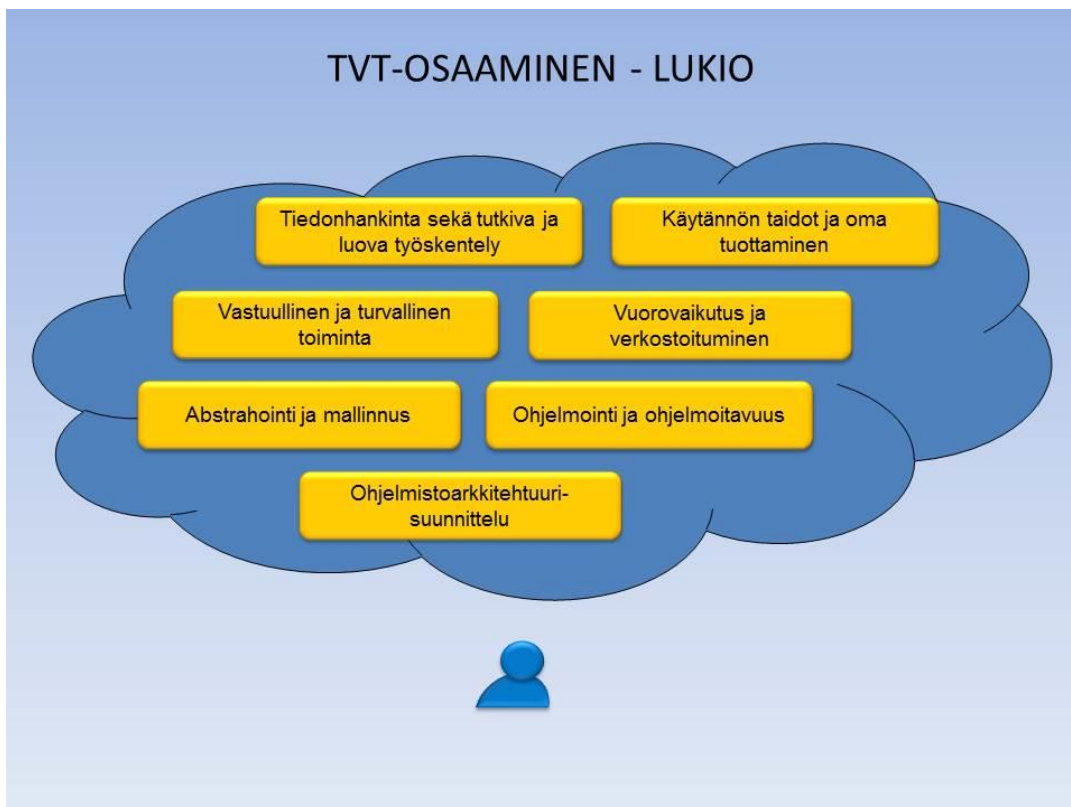 TVT-OSAAMINEN - LUKIO
Tiedonhankinta sekä tutkiva ja
luova työskentely
Käytännön taidot ja oma
tuottaminen
Vastuullinen ja turvallinen
toiminta
Vuorovaikutus ja
verkostoituminen
Abstrahointi ja mallinnus
Ohjelmointi ja ohjelmoitavuus
Ohjelmistoarkkitehtuuri-
suunnittelu